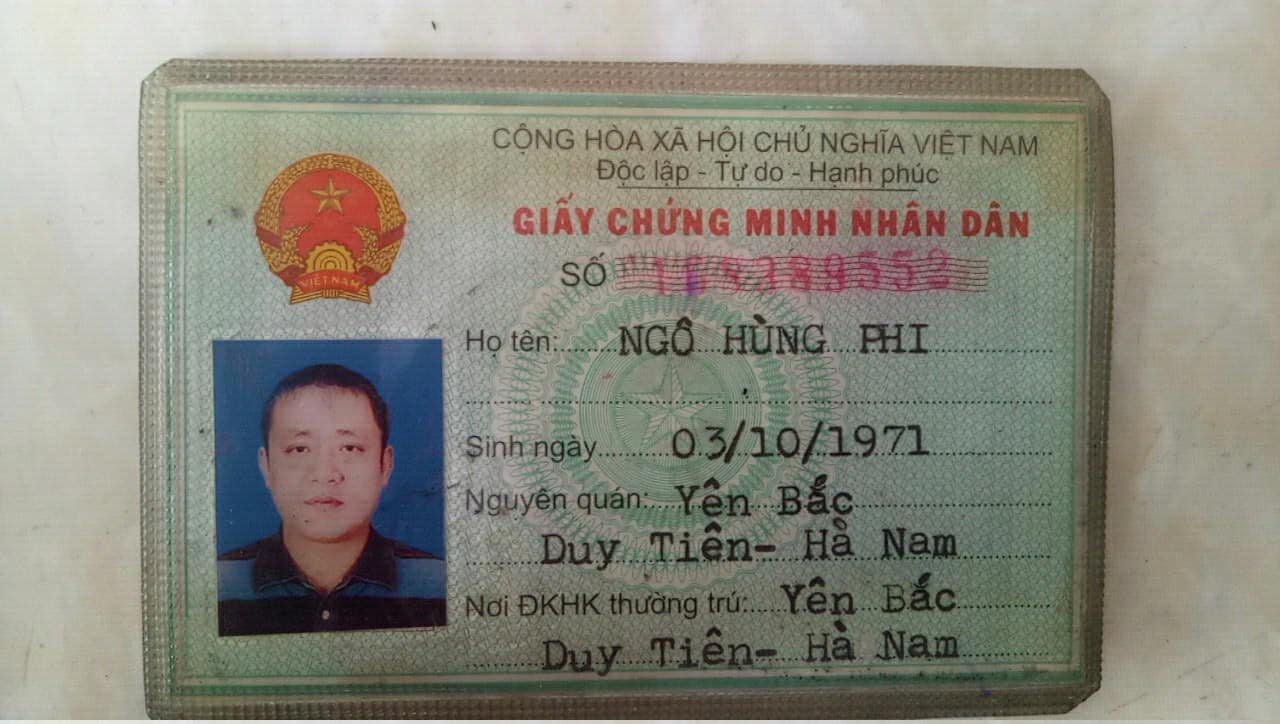 CỘNG HÒA XÃ HỘI CHỦ NGHĨA VIỆT NAM
Độc lập - Tự do - Hạnh phúc
GIẤY CHỨNG MINH NHÂN DÂN
SỐ
VIỆT NAM
Họ tên: NGÔ HÙNG PHI
Sinh ngày 03/10/1971
Nguyên quán: Yên Bắc
Duy Tiên- Hà Nam
Nơi ĐKHK thường trú: Yên Bắc
Duy Tiên- Hà Nam